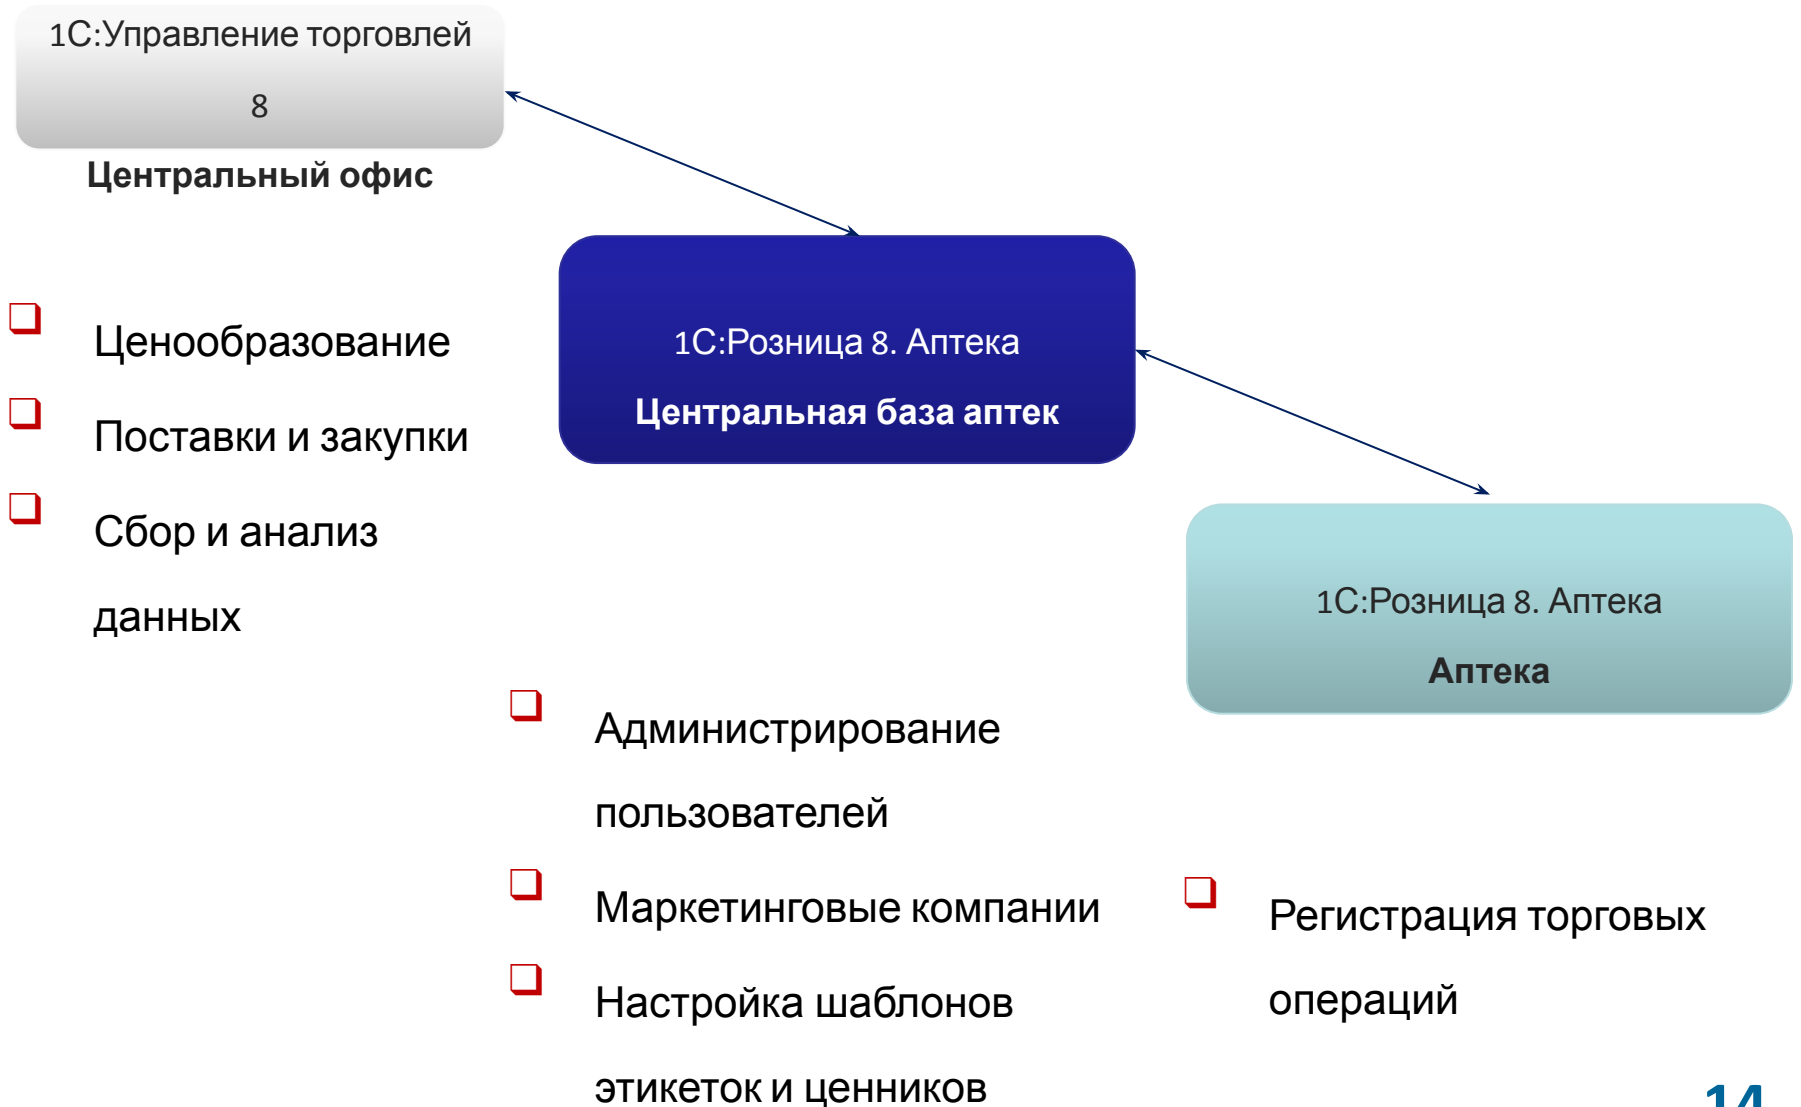 1С:Управление торговлей
8
Центральный офис
Ценообразование
Поставки и закупки
Сбор и анализ
данных
1С:Розница 8. Аптека
Центральная база аптек
1С:Розница 8. Аптека
Аптека
Администрирование
пользователей
Маркетинговые компании
Настройка шаблонов
этикеток и ценников
Регистрация торговых
операций
14